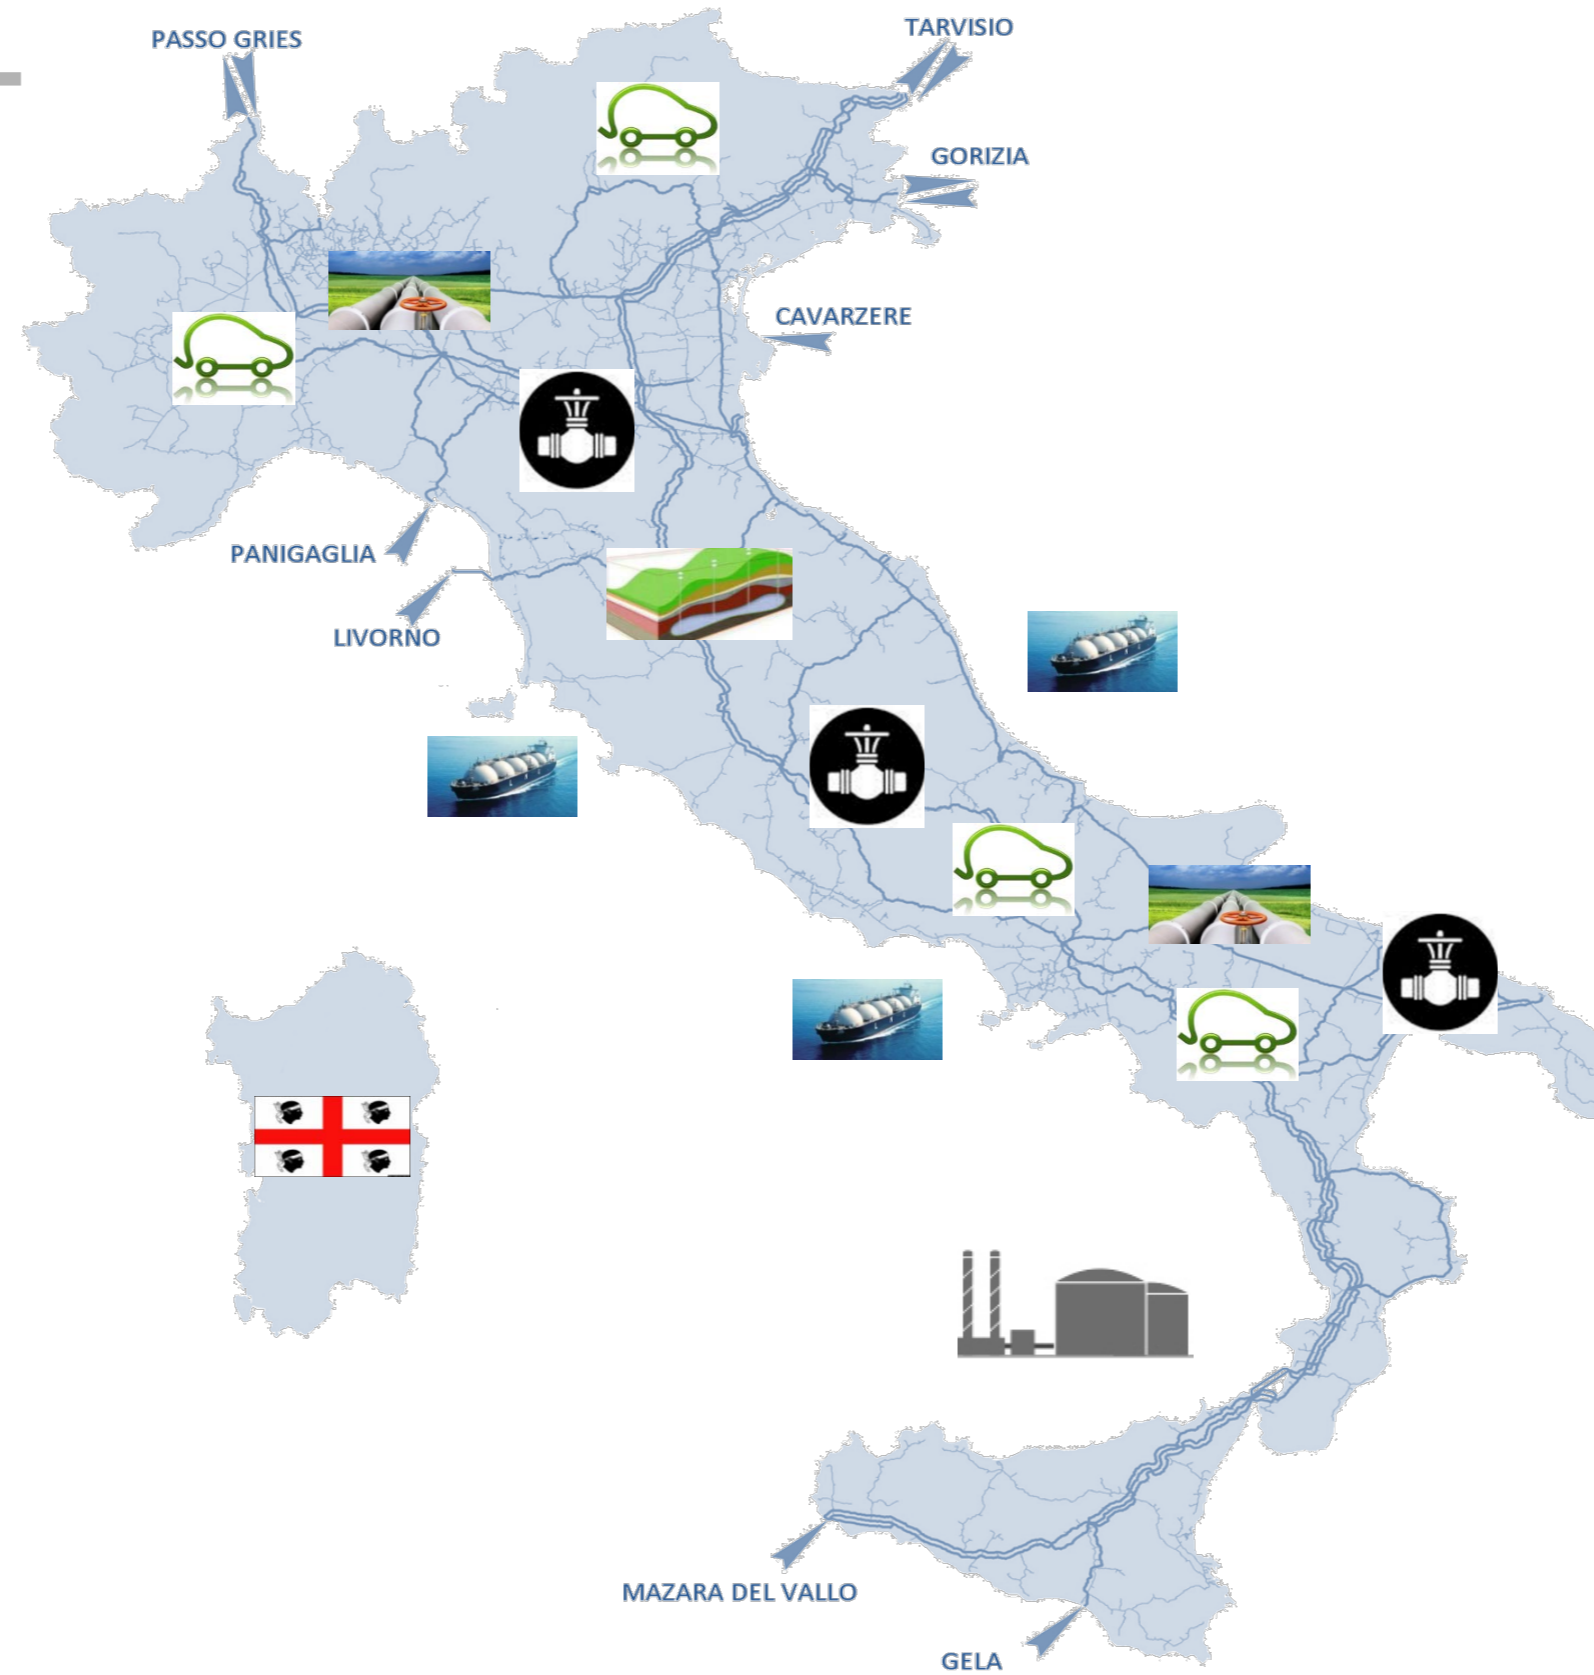 PASSO GRIES
TARVISIO
GORIZIA
CAVARZERE
PANIGAGLIA
LIVORNO
MAZARA DEL VALLO
GELA